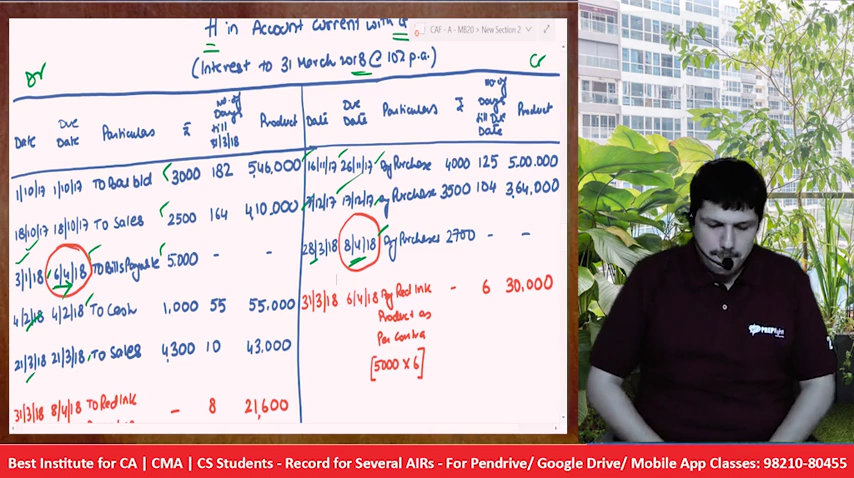 H in Account current with G
CAF - A - MB20 > New Section 2
(Interest to 31 March 2018 @ 10% p.a.)
Dr
Cr
Date Due Date Particulars ₹ No. of Days till 31/3/18 Product Date Due Date Particulars ₹ No. of Days till Due Date Product
1/10/17 1/10/17 To Bal b/d 3000 182 5,46,000 16/11/17 26/11/17 By Purchase 4000 125 5.00.000
18/10/17 18/10/17 To Sales 2500 164 4,10,000 7/12/17 17/12/17 By Purchase 3500 104 3,64,000
3/1/18 6/4/18 To Bills Payable 5.000 - - 28/3/18 8/4/18 By Purchases 2700 - -
4/2/18 4/2/18 To Cash 1,000 55 55,000 31/3/18 6/4/18 By Red Ink Product as Per Contra [5000 X 6] - 6 30,000
21/3/18 21/3/18 To Sales 4,300 10 43,000
31/3/18 8/4/18 To Red Ink - 8 21,600
PREPfight
Best Institute for CA | CMA | CS Students - Record for Several AIRs - For Pendrive/ Google Drive/ Mobile App Classes: 98210-80455